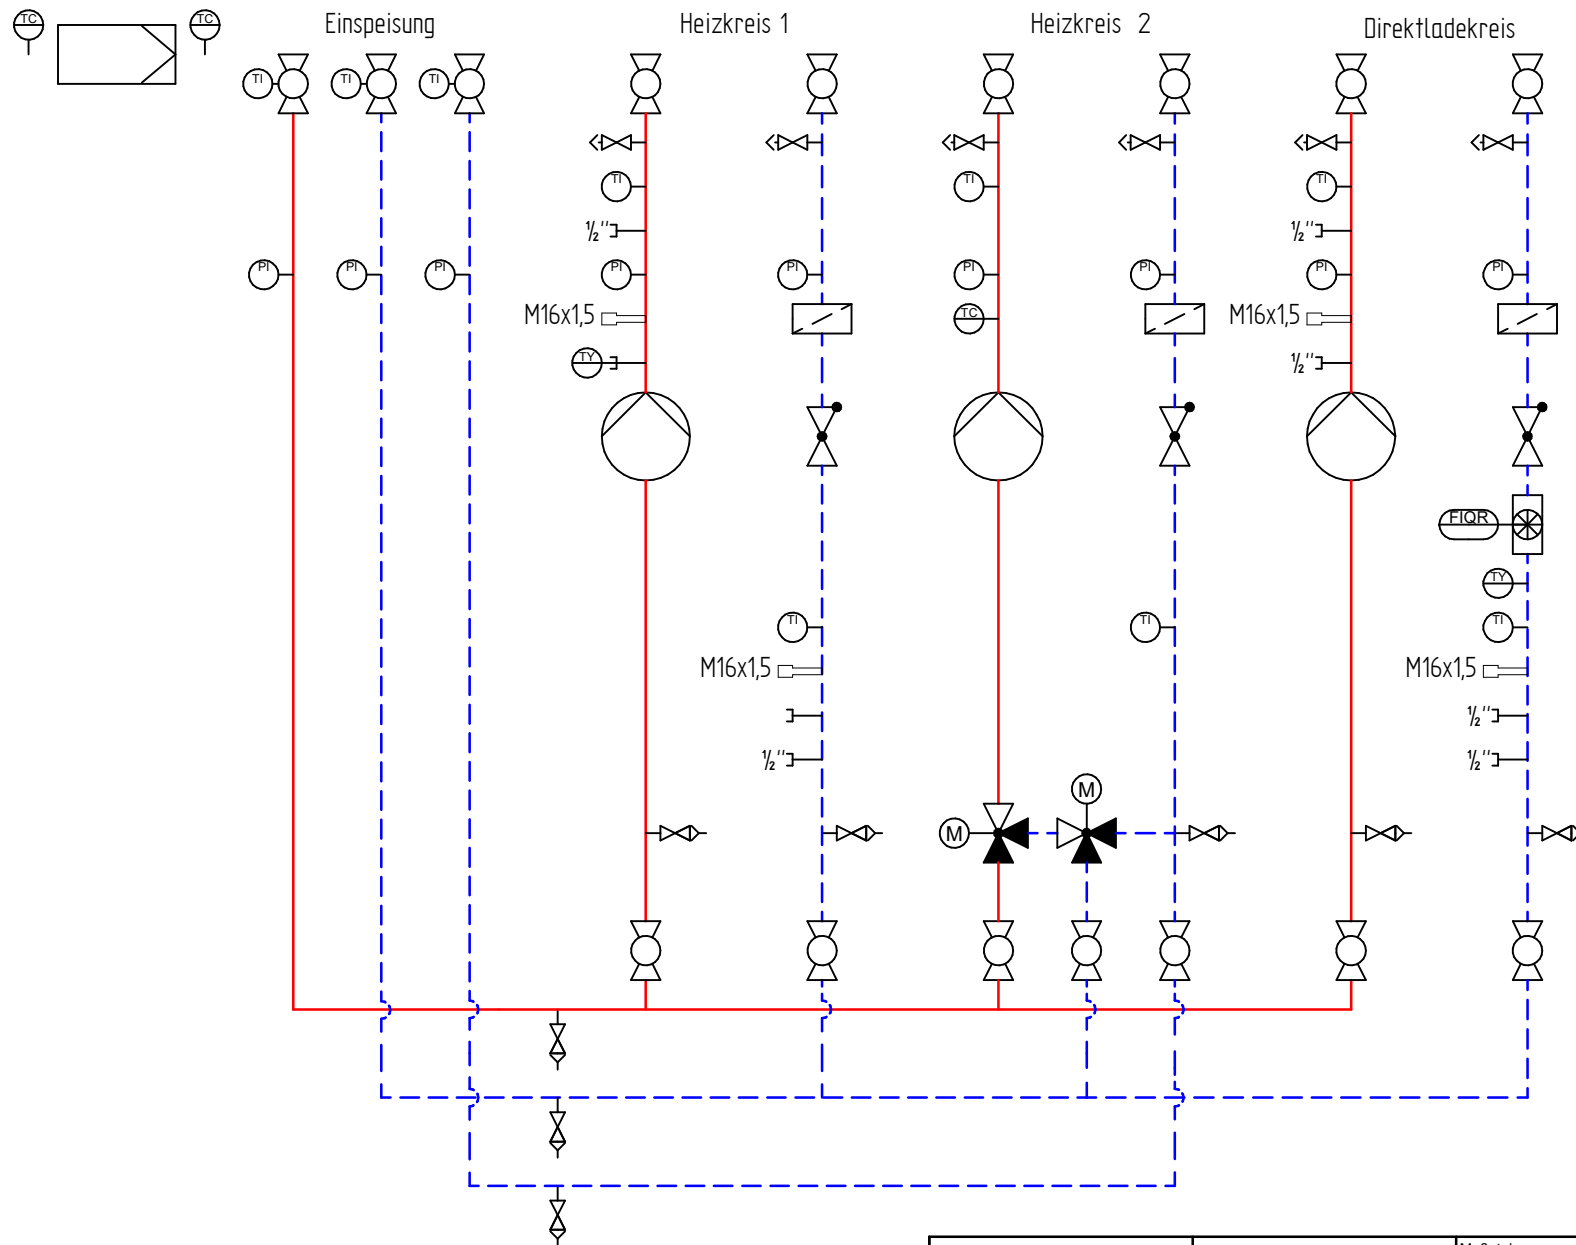 TC TC Einspeisung Heizkreis 1 Heizkreis 2 Direktladekreis
TI TI TI
TI TI TI
½" ½"
PI PI PI PI PI PI PI PI PI
M16x1,5 TC M16x1,5
TY ½"
FIQR
TY
TI TI TI
M16x1,5 M16x1,5
½"
½" ½"
M
M